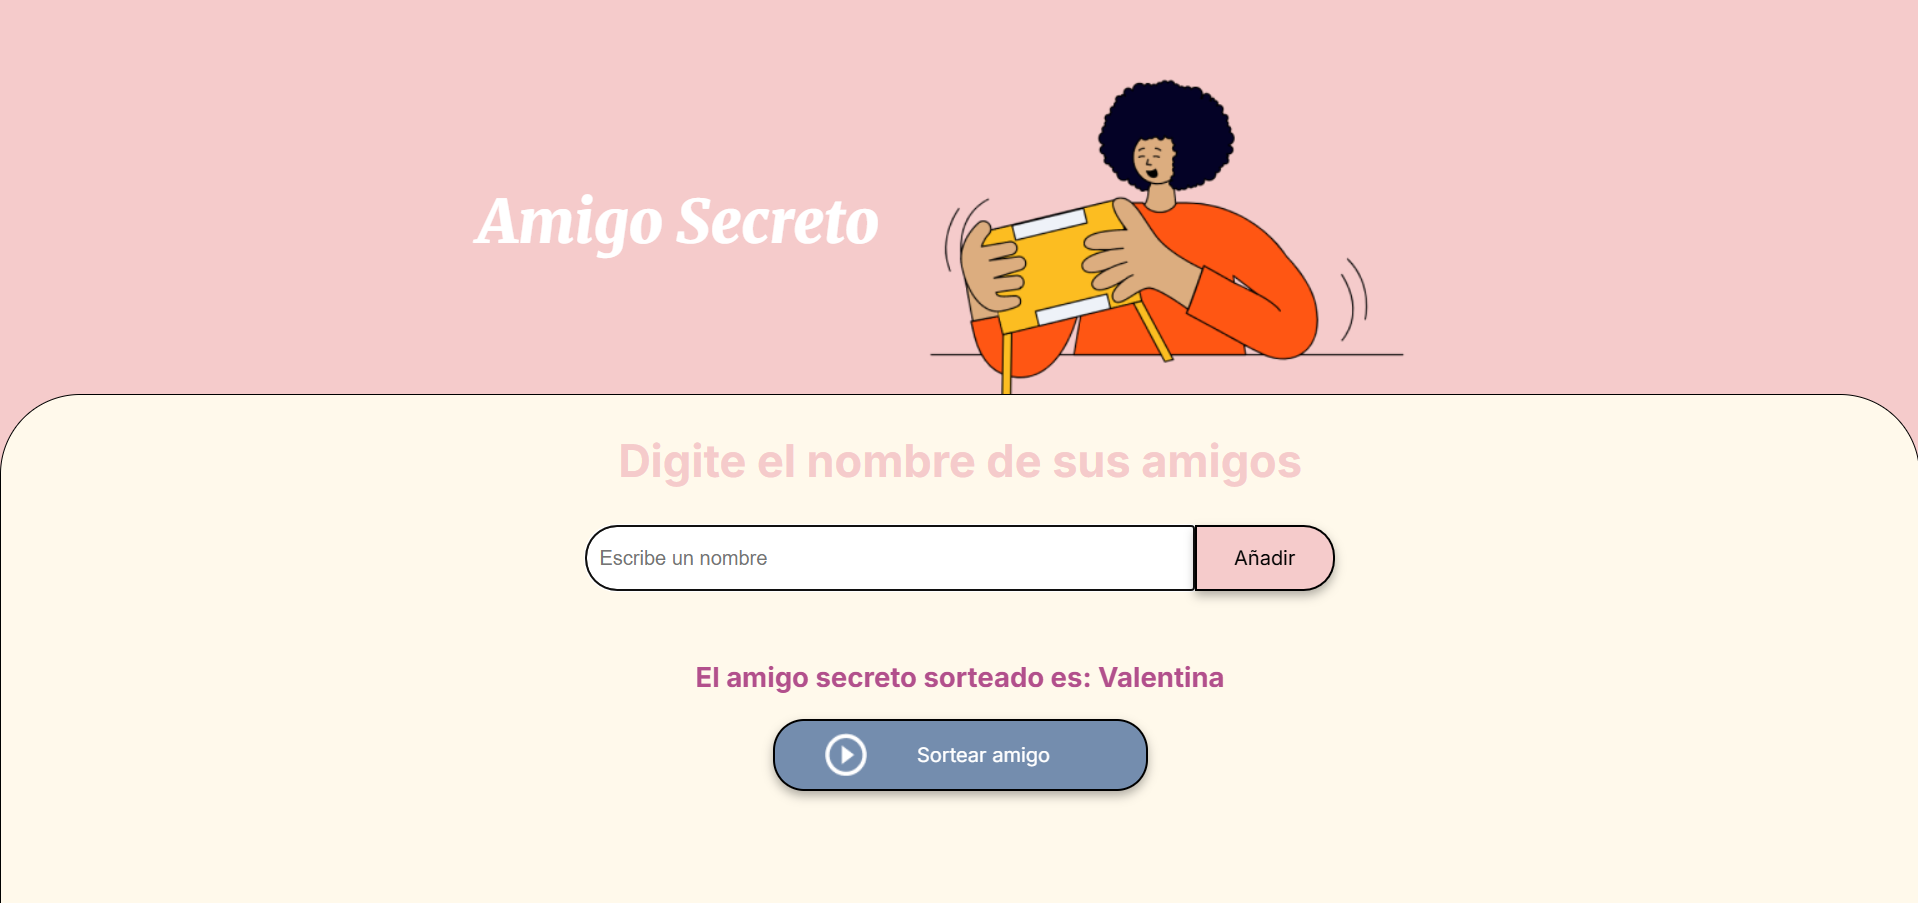 Amigo Secreto
Digite el nombre de sus amigos
Escribe un nombre
Añadir
El amigo secreto sorteado es: Valentina
Sortear amigo